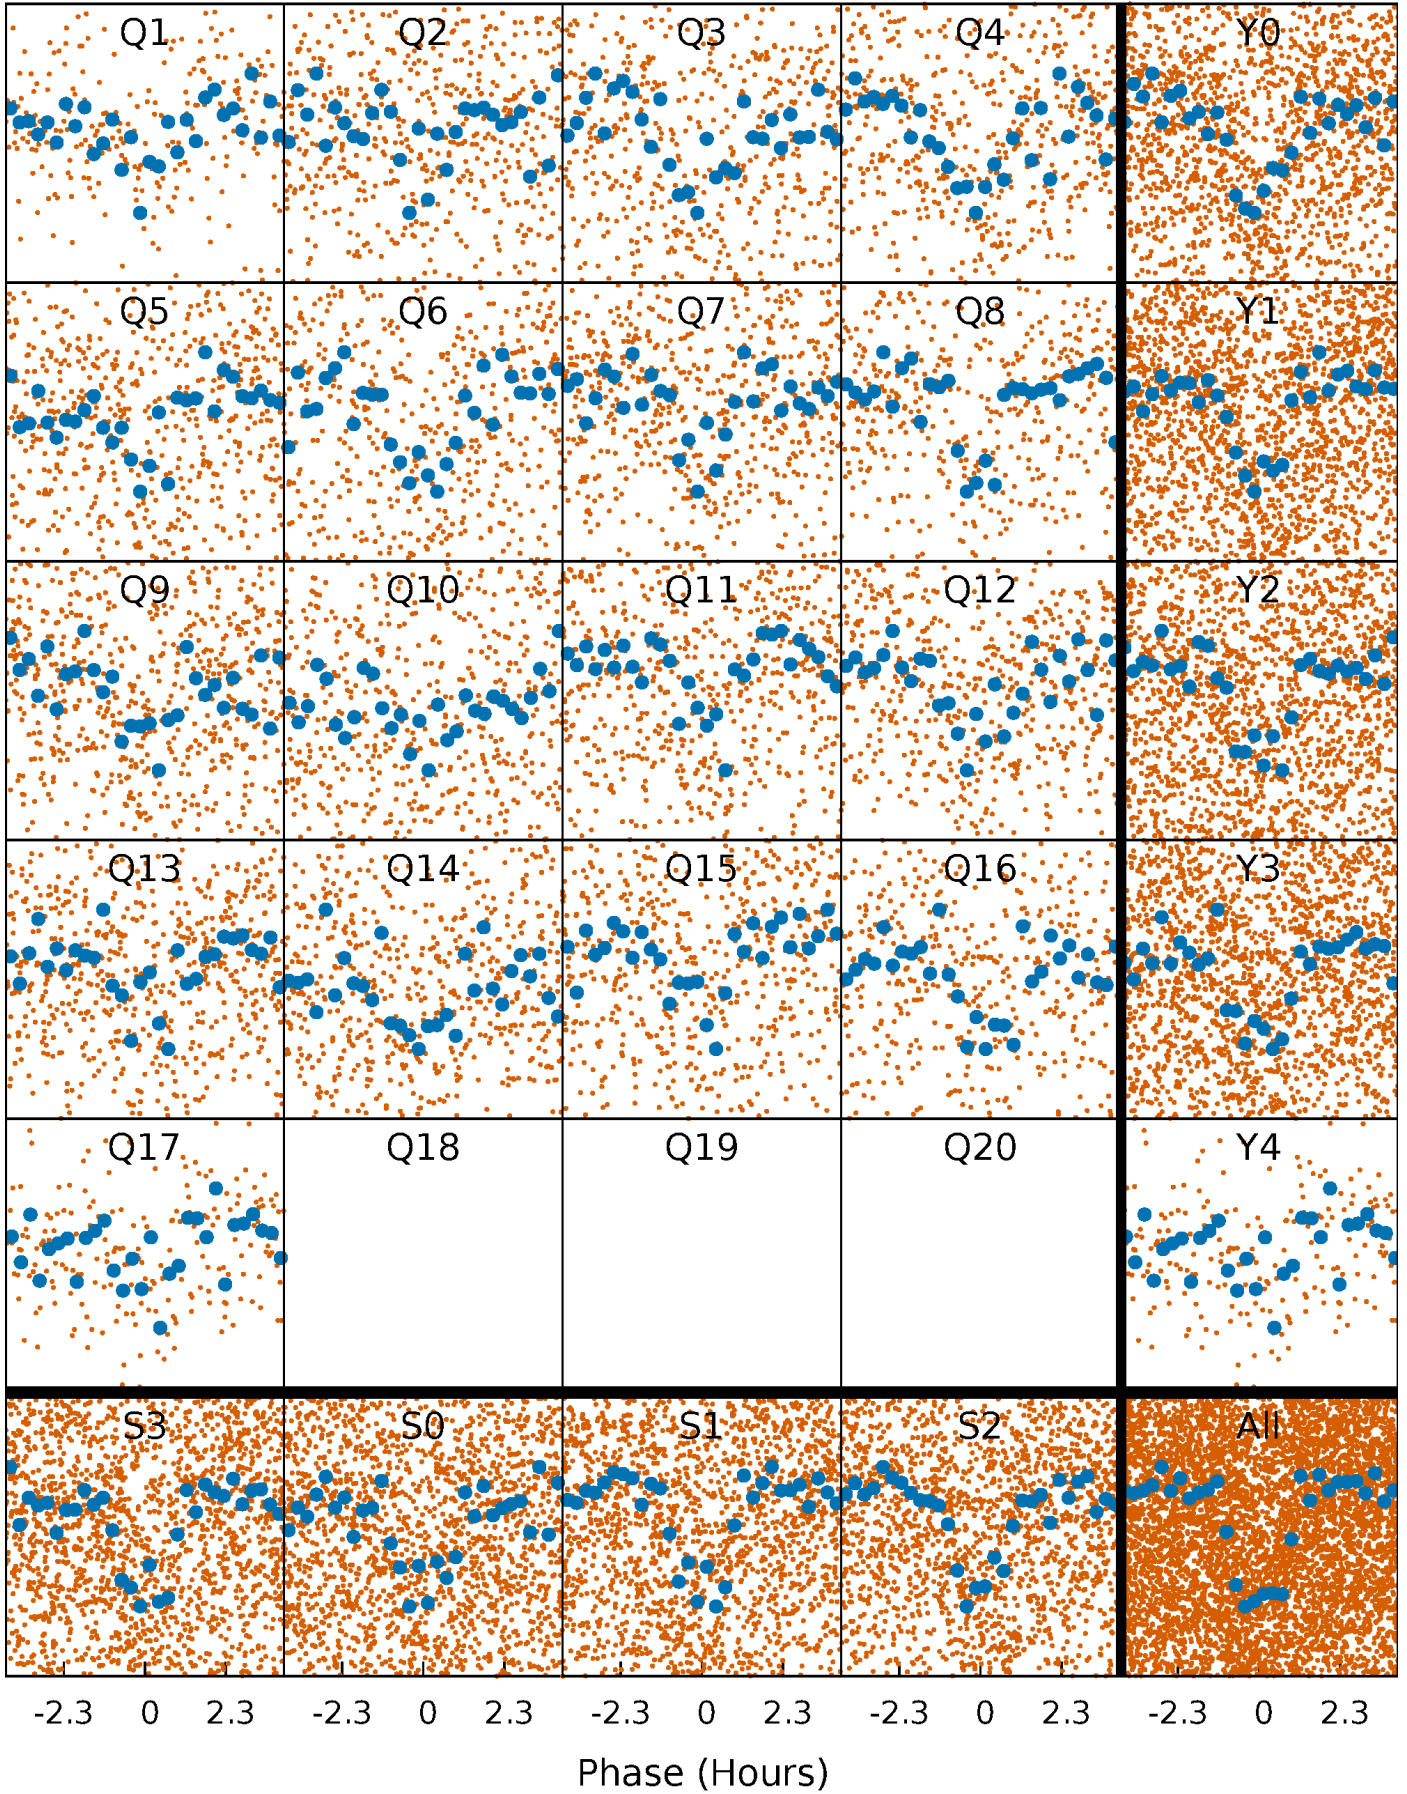 Q1 Q2 Q3 Q4 Y0
Q5 Q6 Q7 Q8 Y1
Q9 Q10 Q11 Q12 Y2
Q13 Q14 Q15 Q16 Y3
Q17 Q18 Q19 Q20 Y4
S3 S0 S1 S2 All
-2.3 0 2.3 -2.3 0 2.3 -2.3 0 2.3 -2.3 0 2.3 -2.3 0 2.3
Phase (Hours)